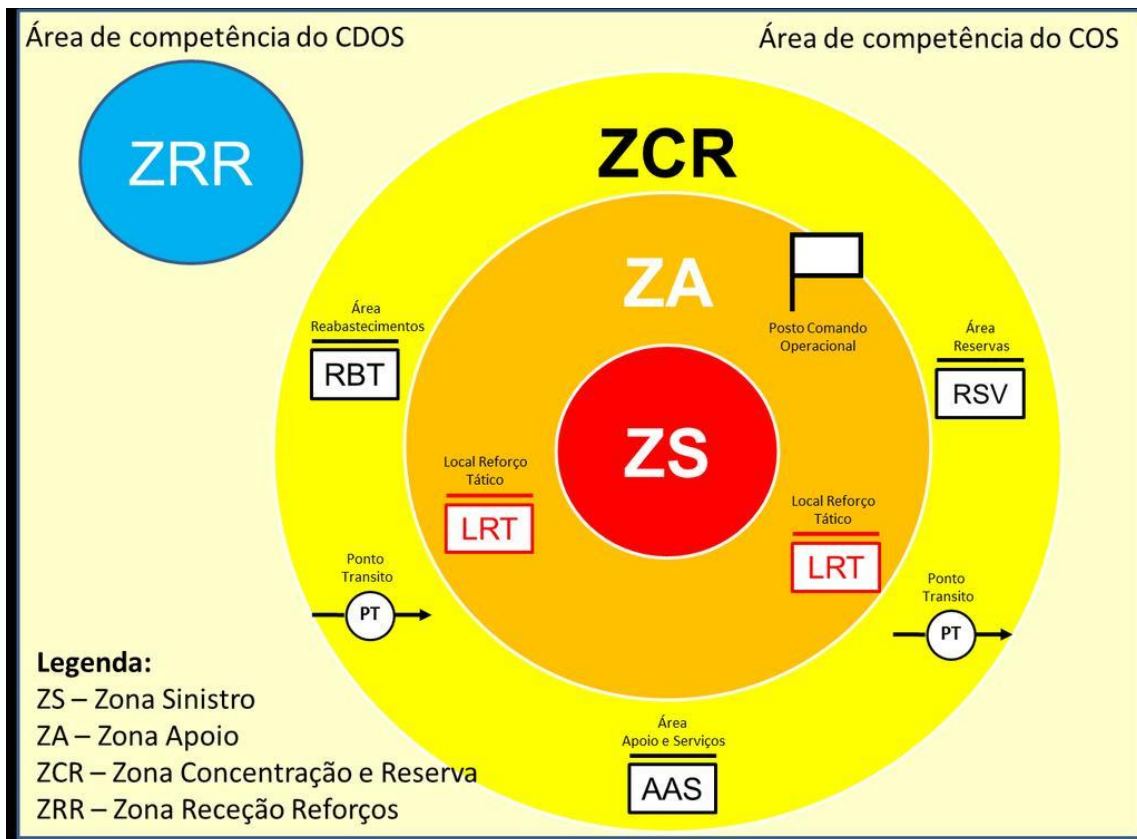 Área de competência do CDOS
Área de competência do COS
ZRR
ZCR
ZA
Posto Comando
Operacional
Área
Reabastecimentos
RBT
Área
Reservas
RSV
ZS
Local Reforço
Tático
LRT
Local Reforço
Tático
LRT
Ponto
Transito
PT
Ponto
Transito
PT
Área
Apoio e Serviços
AAS
Legenda:
ZS – Zona Sinistro
ZA – Zona Apoio
ZCR – Zona Concentração e Reserva
ZRR – Zona Receção Reforços